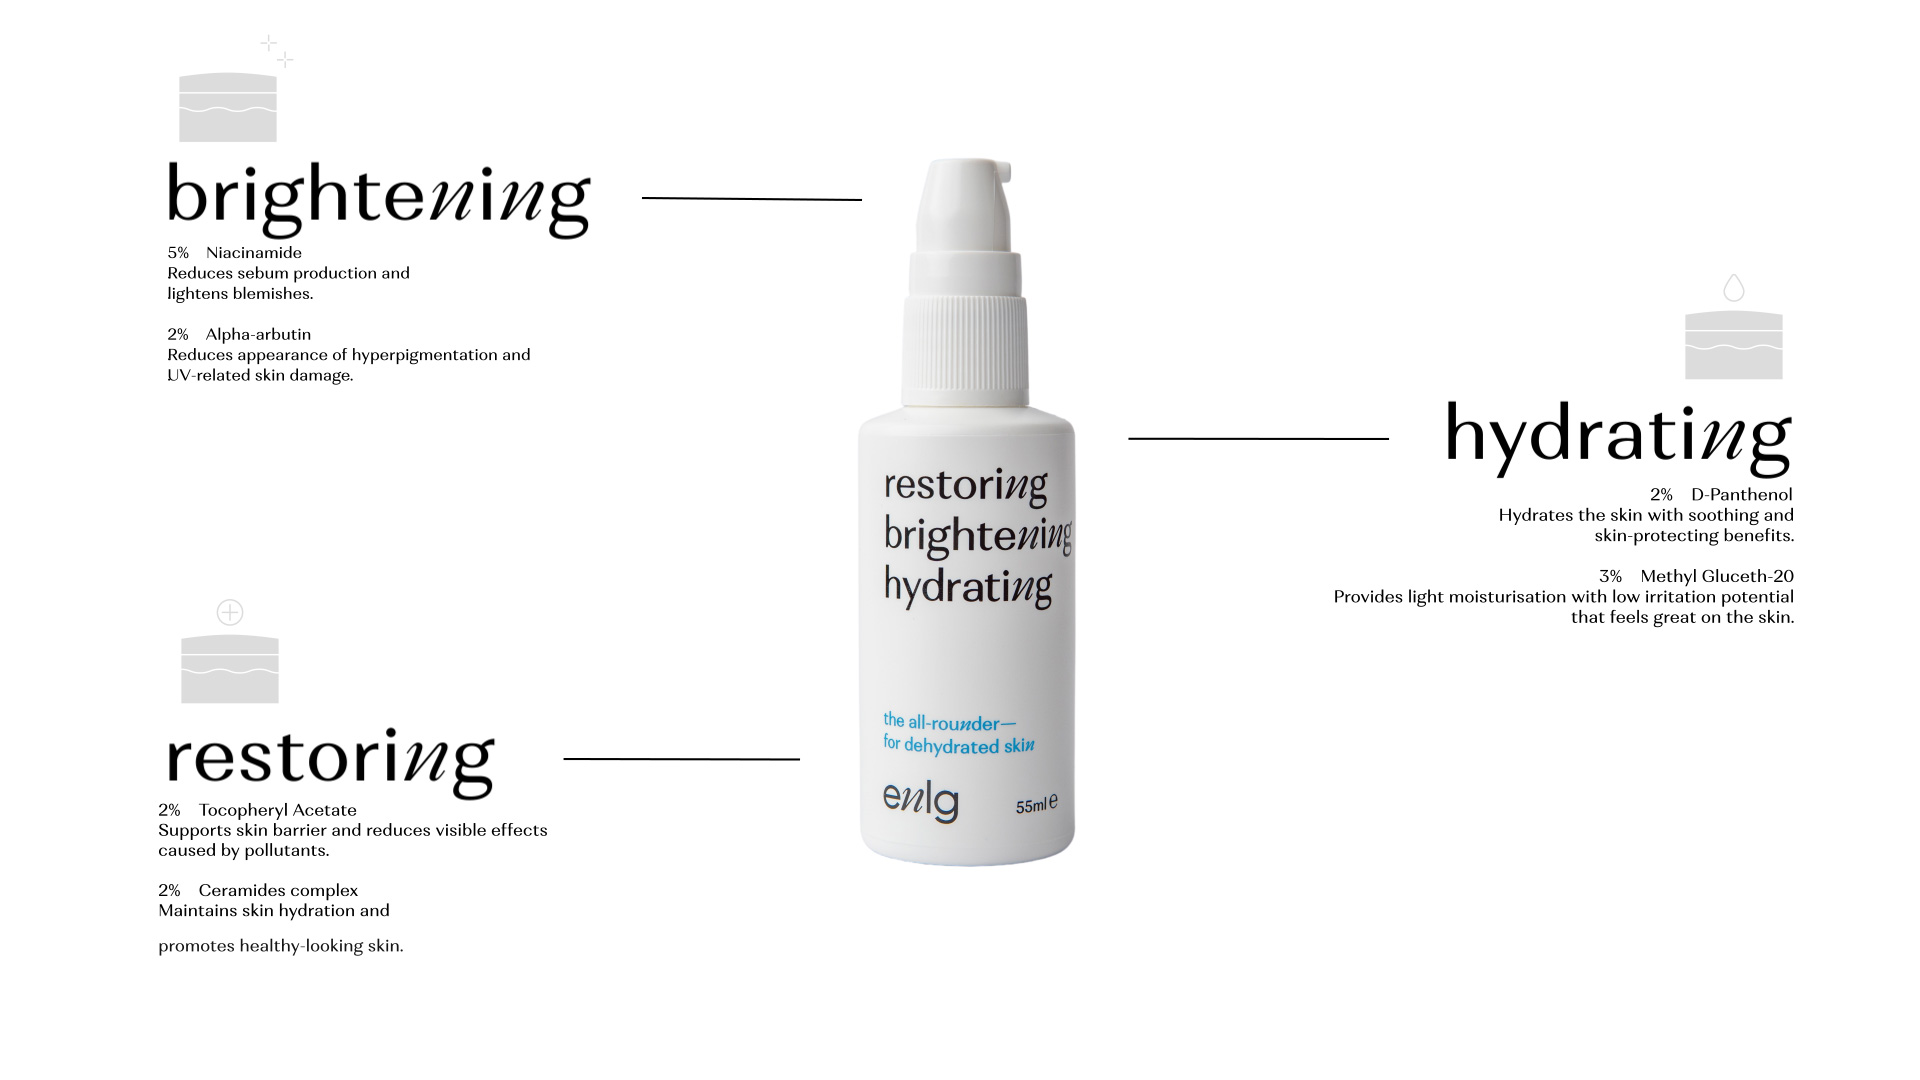 brightening
5% Niacinamide
Reduces sebum production and
lightens blemishes.
2% Alpha-arbutin
Reduces appearance of hyperpigmentation and
UV-related skin damage.
hydrating
2% D-Panthenol
Hydrates the skin with soothing and
skin-protecting benefits.
3% Methyl Gluceth-20
Provides light moisturisation with low irritation potential
that feels great on the skin.
restoring
brightening
hydrating
the all-rounder—
for dehydrated skin
enlg
55ml ℮
restoring
2% Tocopheryl Acetate
Supports skin barrier and reduces visible effects
caused by pollutants.
2% Ceramides complex
Maintains skin hydration and
promotes healthy-looking skin.